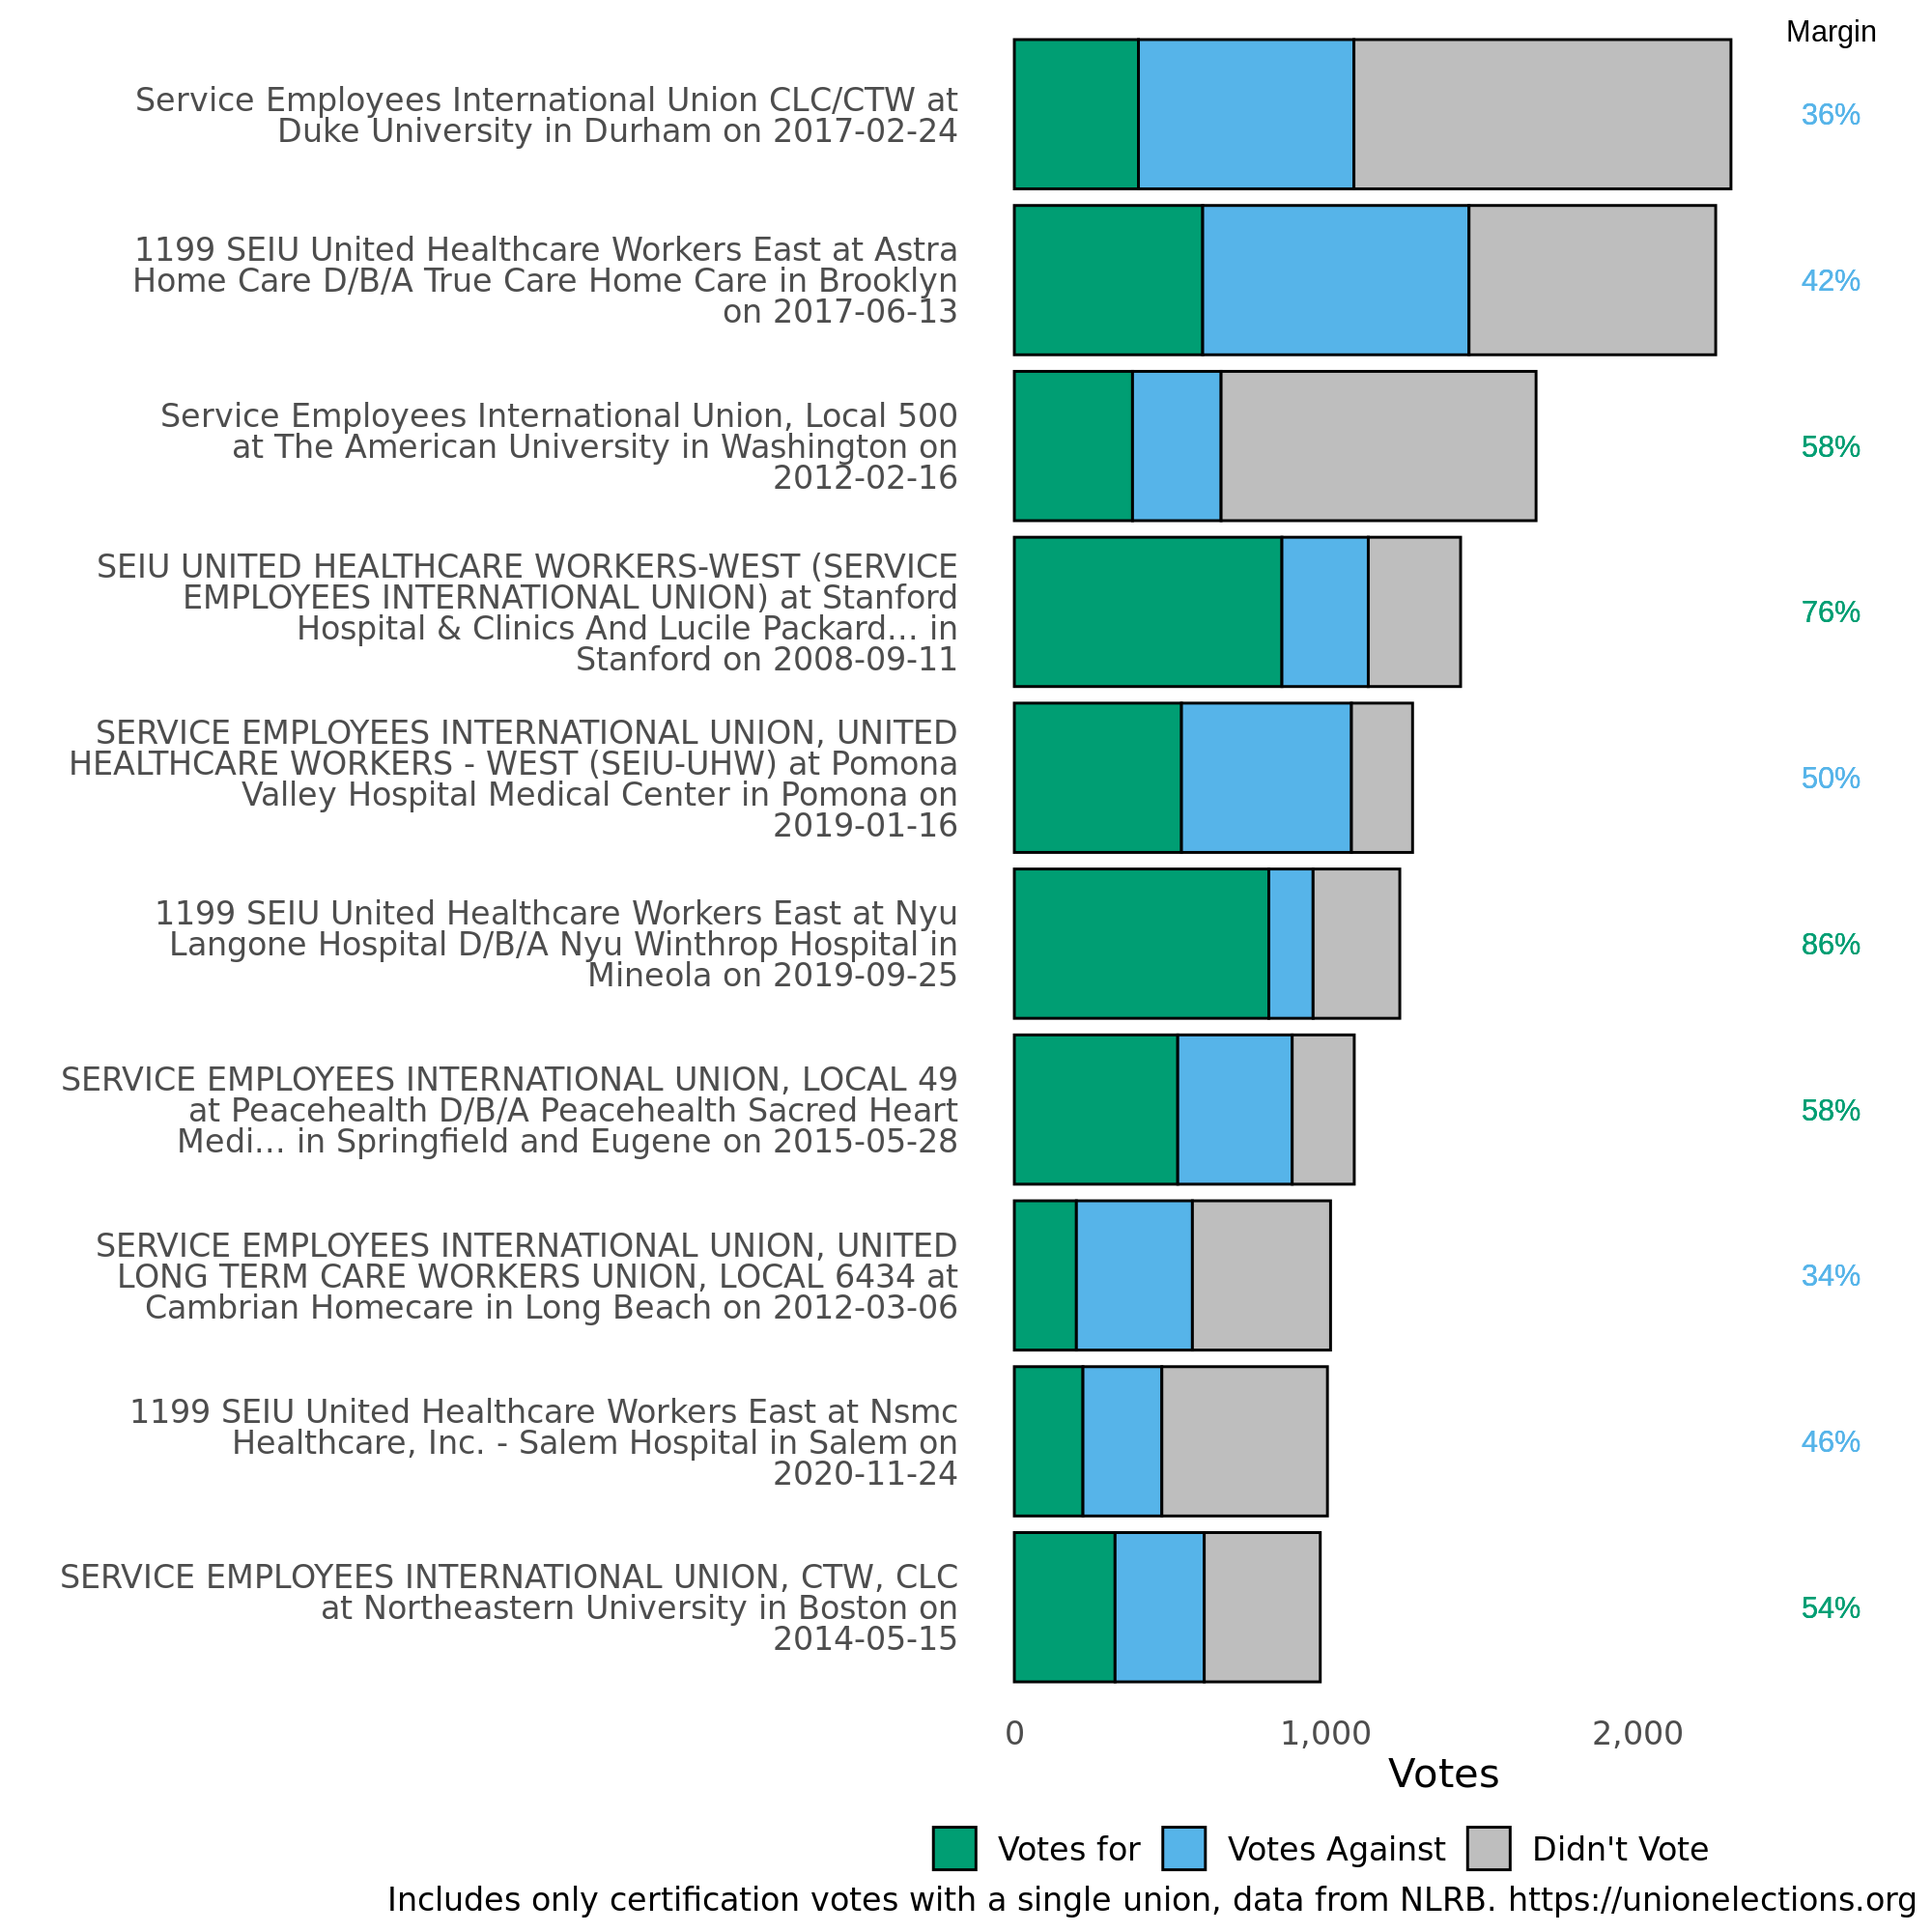 Margin
Service Employees International Union CLC/CTW at
Duke University in Durham on 2017-02-24
36%
1199 SEIU United Healthcare Workers East at Astra
Home Care D/B/A True Care Home Care in Brooklyn
on 2017-06-13
42%
Service Employees International Union, Local 500
at The American University in Washington on
2012-02-16
58%
SEIU UNITED HEALTHCARE WORKERS-WEST (SERVICE
EMPLOYEES INTERNATIONAL UNION) at Stanford
Hospital & Clinics And Lucile Packard... in
Stanford on 2008-09-11
76%
SERVICE EMPLOYEES INTERNATIONAL UNION, UNITED
HEALTHCARE WORKERS - WEST (SEIU-UHW) at Pomona
Valley Hospital Medical Center in Pomona on
2019-01-16
50%
1199 SEIU United Healthcare Workers East at Nyu
Langone Hospital D/B/A Nyu Winthrop Hospital in
Mineola on 2019-09-25
86%
SERVICE EMPLOYEES INTERNATIONAL UNION, LOCAL 49
at Peacehealth D/B/A Peacehealth Sacred Heart
Medi... in Springfield and Eugene on 2015-05-28
58%
SERVICE EMPLOYEES INTERNATIONAL UNION, UNITED
LONG TERM CARE WORKERS UNION, LOCAL 6434 at
Cambrian Homecare in Long Beach on 2012-03-06
34%
1199 SEIU United Healthcare Workers East at Nsmc
Healthcare, Inc. - Salem Hospital in Salem on
2020-11-24
46%
SERVICE EMPLOYEES INTERNATIONAL UNION, CTW, CLC
at Northeastern University in Boston on
2014-05-15
54%
0 1,000 2,000
Votes
Votes for Votes Against Didn't Vote
Includes only certification votes with a single union, data from NLRB. https://unionelections.org